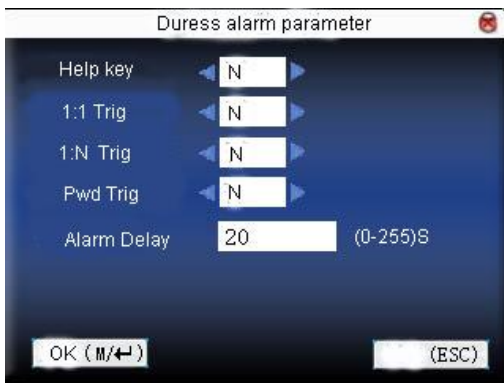 Duress alarm parameter
Help key N
1:1 Trig N
1:N Trig N
Pwd Trig N
Alarm Delay 20 (0-255)S
OK (M/↵) (ESC)